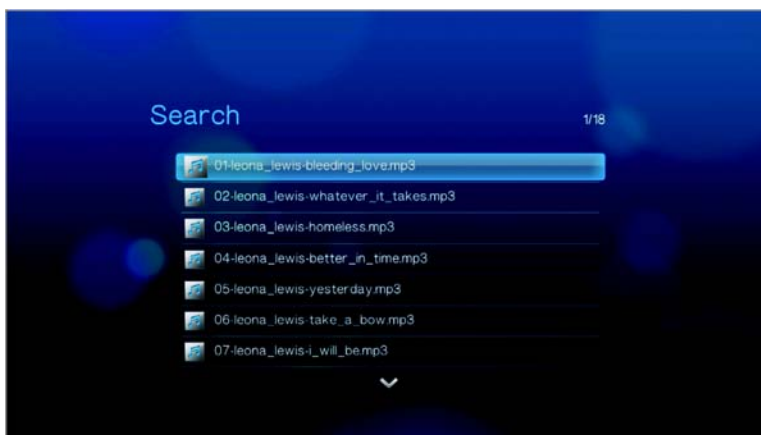 Search
1/18
01-leona_lewis-bleeding_love.mp3
02-leona_lewis-whatever_it_takes.mp3
03-leona_lewis-homeless.mp3
04-leona_lewis-better_in_time.mp3
05-leona_lewis-yesterday.mp3
06-leona_lewis-take_a_bow.mp3
07-leona_lewis-i_will_be.mp3